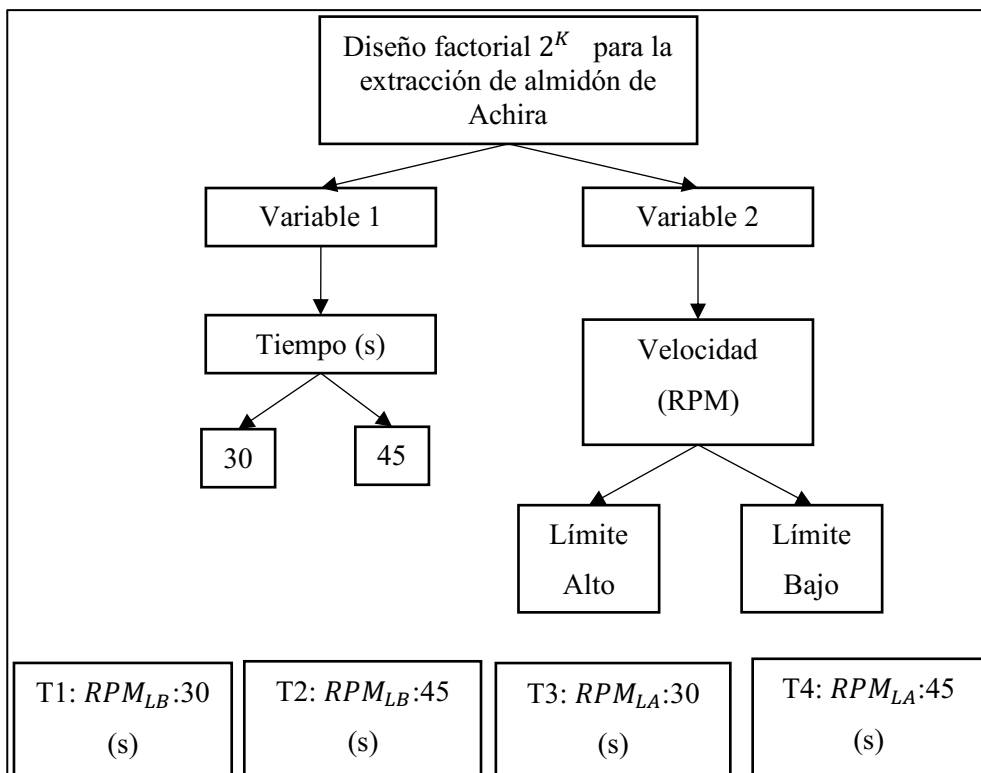 Diseño factorial 2^K para la
extracción de almidón de
Achira
Variable 1
Variable 2
Tiempo (s)
Velocidad
(RPM)
30
45
Límite
Alto
Límite
Bajo
T1: RPM_LB:30
(s)
T2: RPM_LB:45
(s)
T3: RPM_LA:30
(s)
T4: RPM_LA:45
(s)